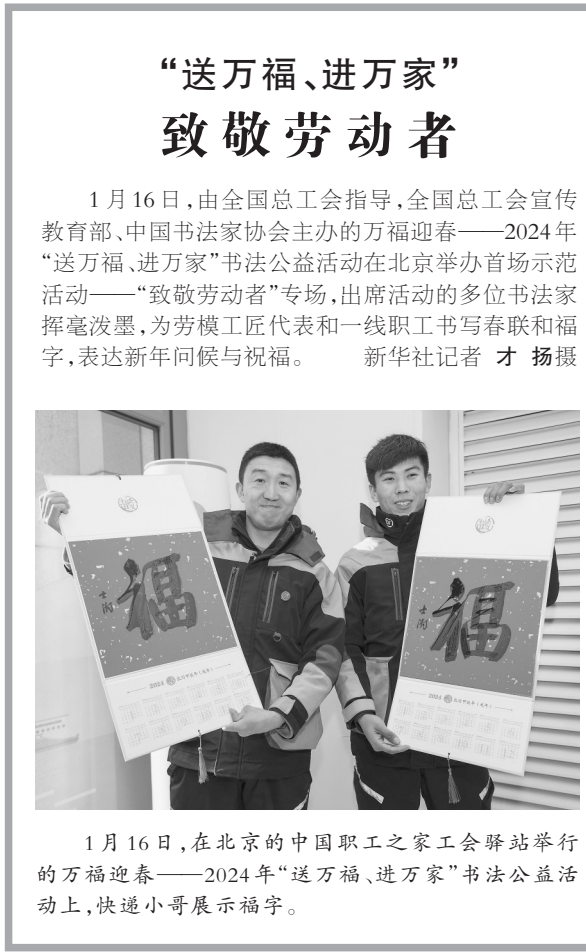 “送万福、进万家”
致敬劳动者
1月16日，由全国总工会指导，全国总工会宣传
教育部、中国书法家协会主办的万福迎春——2024年
“送万福、进万家”书法公益活动在北京举办首场示范
活动——“致敬劳动者”专场，出席活动的多位书法家
挥毫泼墨，为劳模工匠代表和一线职工书写春联和福
字，表达新年问候与祝福。 新华社记者 才 扬摄
福
2024
福
2024
1月16日，在北京的中国职工之家工会驿站举行
的万福迎春——2024年“送万福、进万家”书法公益活
动上，快递小哥展示福字。